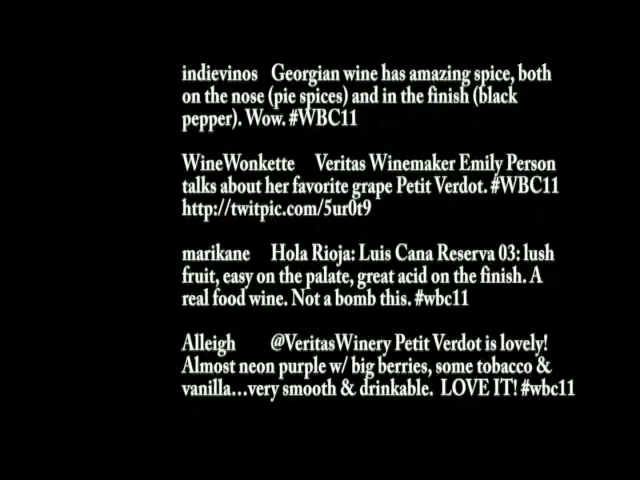 indievinos Georgian wine has amazing spice, both
on the nose (pie spices) and in the finish (black
pepper). Wow. #WBC11
WineWonkette Veritas Winemaker Emily Person
talks about her favorite grape Petit Verdot. #WBC11
http://twitpic.com/5ur0t9
marikane Hola Rioja: Luis Cana Reserva 03: lush
fruit, easy on the palate, great acid on the finish. A
real food wine. Not a bomb this. #wbc11
Alleigh @VeritasWinery Petit Verdot is lovely!
Almost neon purple w/ big berries, some tobacco &
vanilla...very smooth & drinkable. LOVE IT! #wbc11